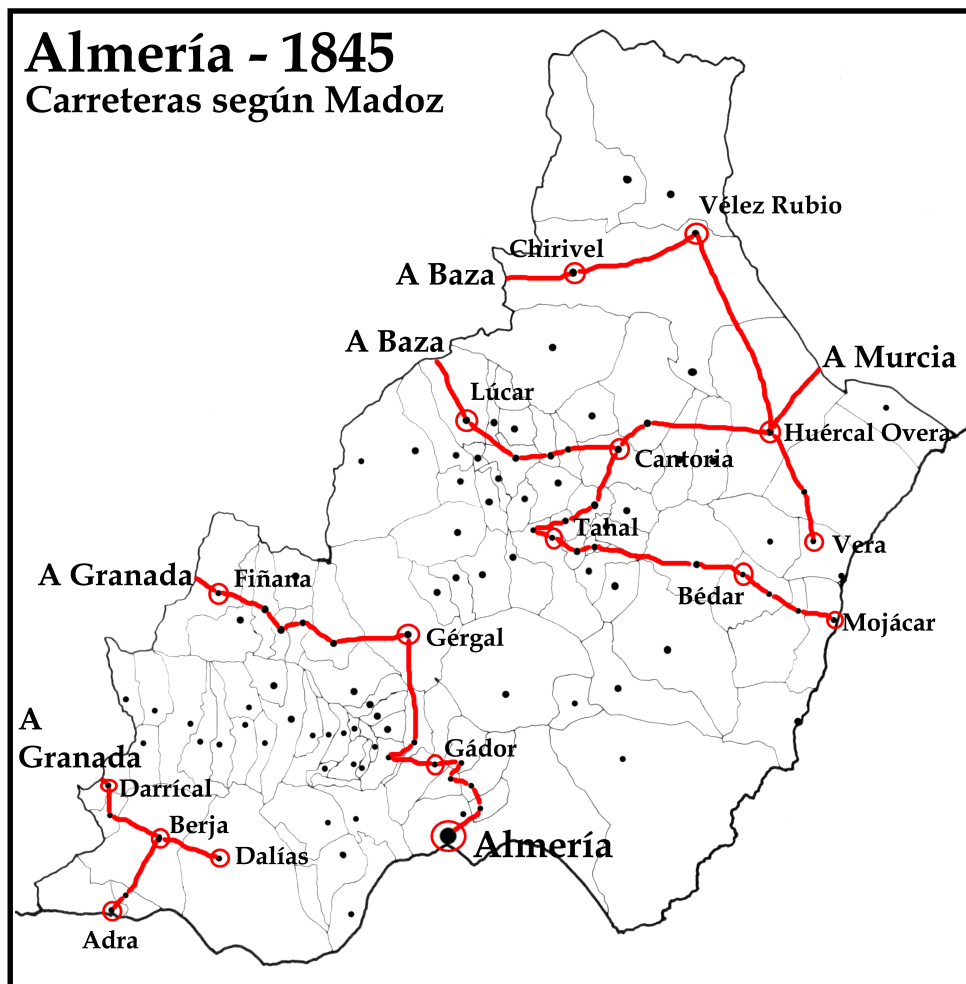 Almería - 1845
Carreteras según Madoz
Vélez Rubio
Chirivel
A Baza
A Baza
A Murcia
Lúcar
Huércal Overa
Cantoria
Tahal
Vera
A Granada
Fiñana
Bédar
Mojácar
Gérgal
A
Granada
Gádor
Darrícal
Berja
Almería
Dalías
Adra